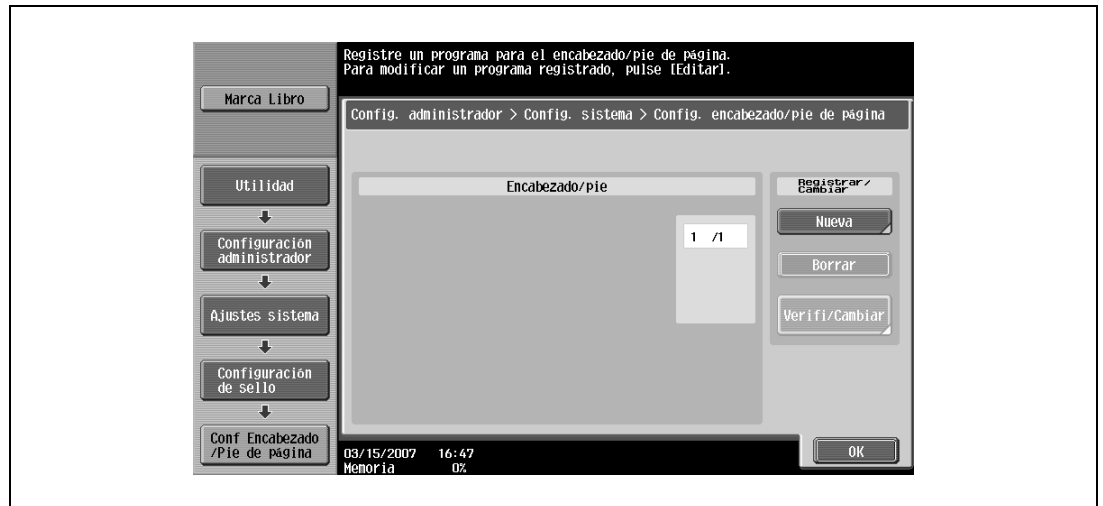 Registre un programa para el encabezado/pie de página.
Para modificar un programa registrado, pulse [Editar].
Marca Libro
Config. administrador > Config. sistema > Config. encabezado/pie de página
Utilidad
Configuración
administrador
Ajustes sistema
Configuración
de sello
Conf Encabezado
/Pie de página
Encabezado/pie
1 /1
Registrar/
Cambiar
Nueva
Borrar
Verifi/Cambiar
03/15/2007 16:47
Memoria 0%
OK